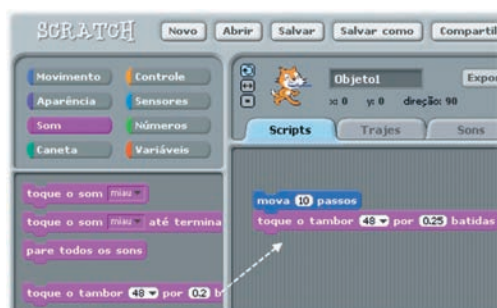 SCRATCH Novo Abrir Salvar Salvar como
Movimento Controle
Aparência Sensores
Som Números
Caneta Variáveis
Objeto1
x: 0 y: 0 direção: 90
Scripts Trajes Sons
toque o som miau
toque o som miau até termina
pare todos os sons
toque o tambor 48 por 0.2 b
mova 10 passos
toque o tambor 48 por 0.25 batidas